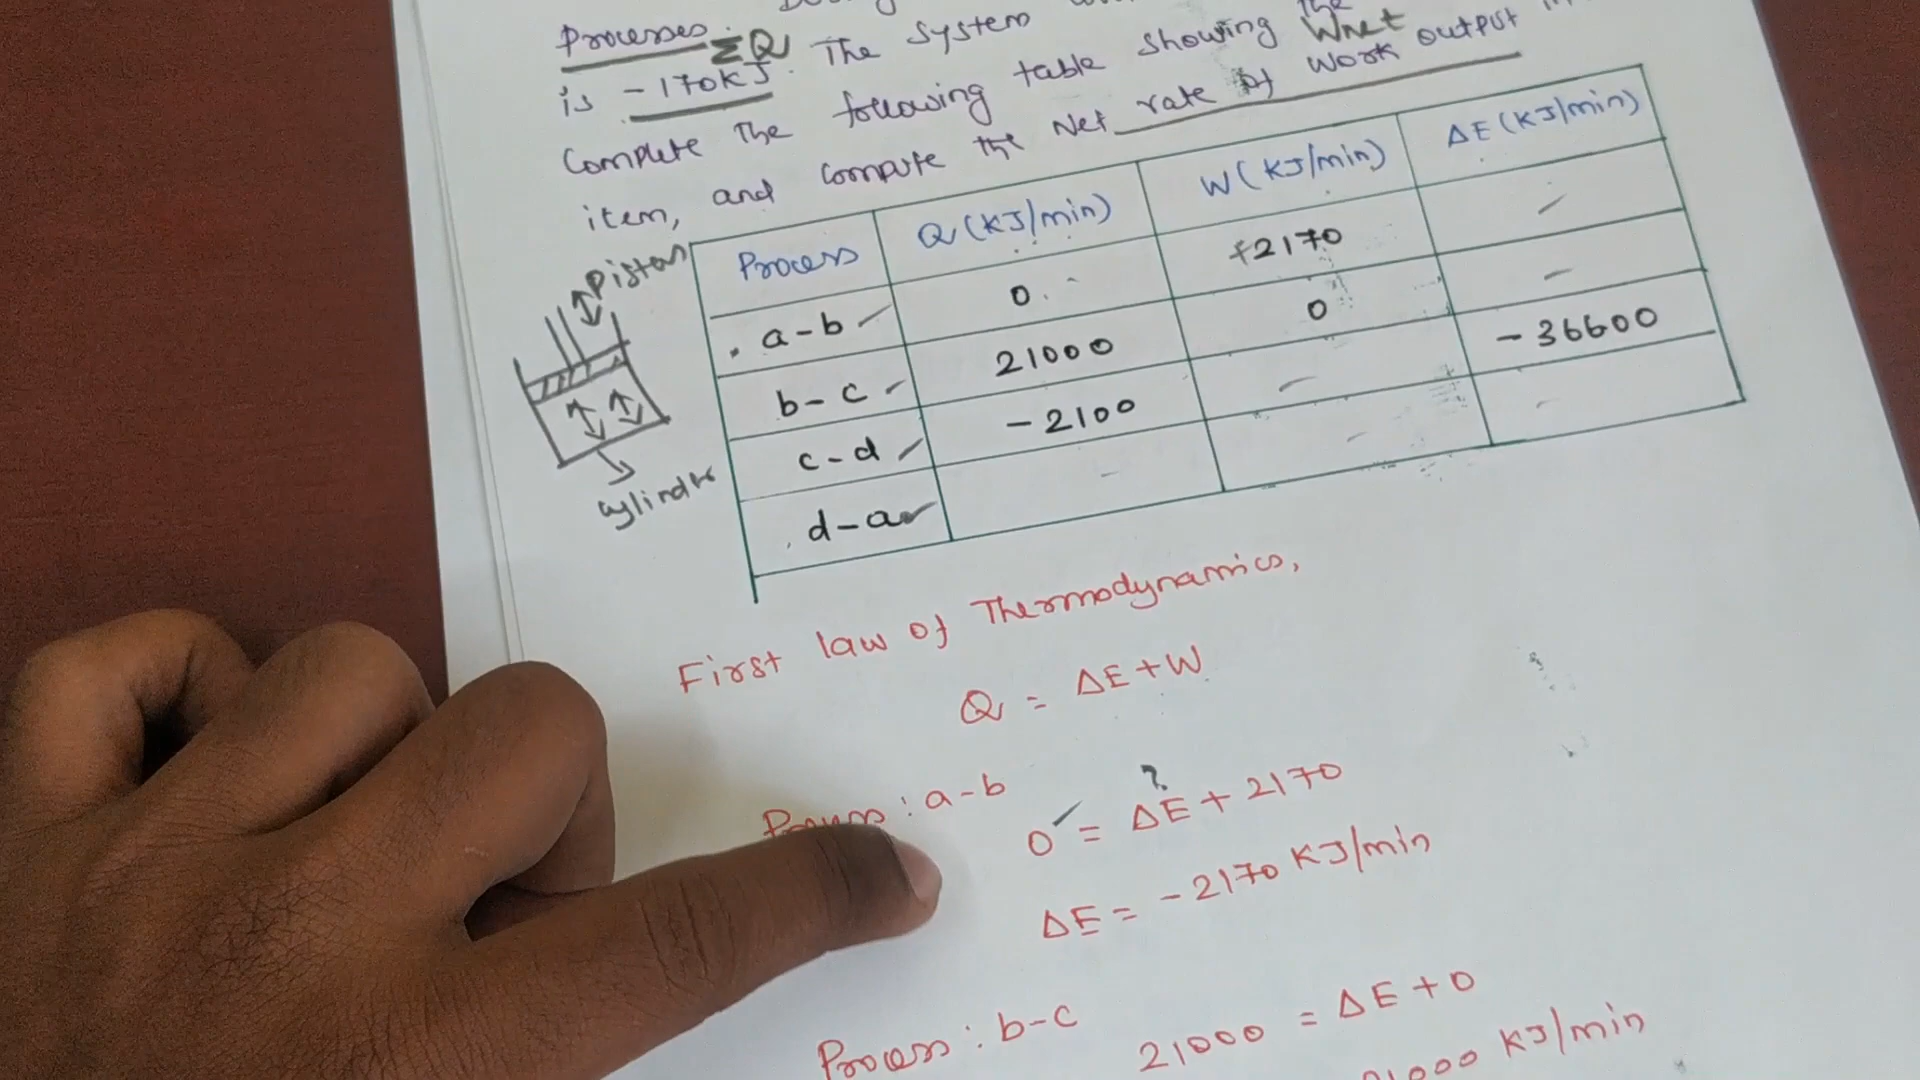 Processes.
ΣQ The System
is -170KJ.
Complete The following table showing the Wnet
item, and compute the Net rate of Work output
Piston
Cylinder
Process Q(KJ/min) W(KJ/min) ΔE(KJ/min)
a-b 0 +2170 -
b-c 21000 0 -
c-d -2100 - -36600
d-a - - -
First law of Thermodynamics,
Q = ΔE+W
Process: a-b
?
0 = ΔE + 2170
ΔE = -2170 KJ/min
Process: b-c
21000 = ΔE+0
KJ/min